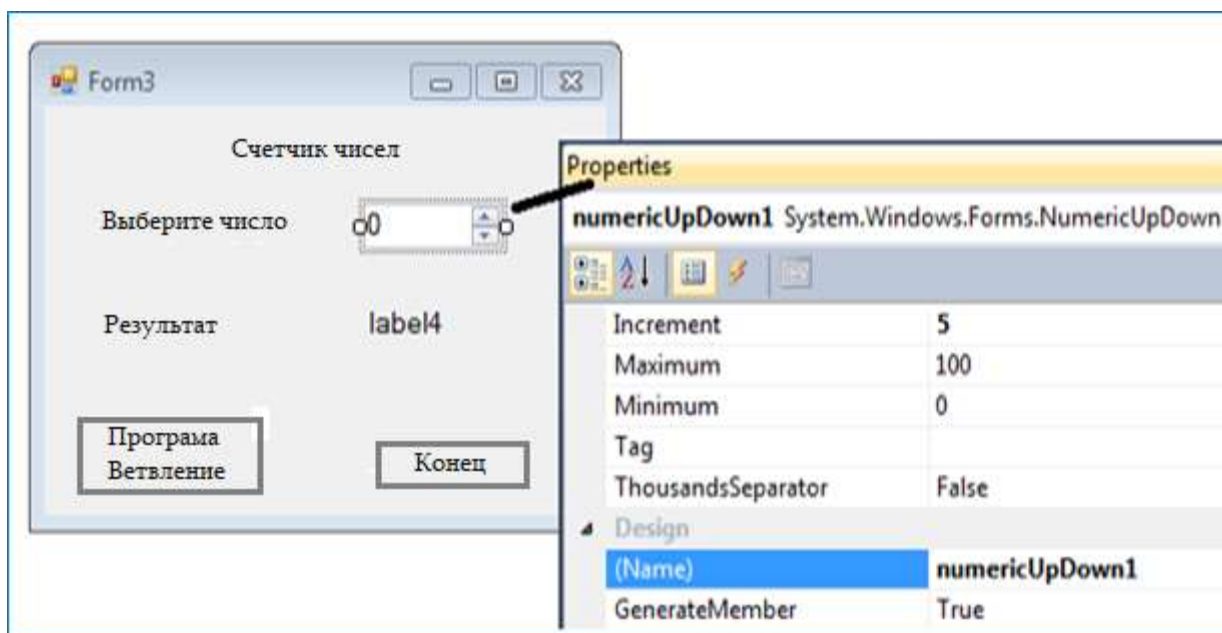 Form3
Счетчик чисел
Выберите число
0
Результат
label4
Програма
Ветвление
Конец
Properties
numericUpDown1 System.Windows.Forms.NumericUpDown
Increment 5
Maximum 100
Minimum 0
Tag
ThousandsSeparator False
Design
(Name) numericUpDown1
GenerateMember True